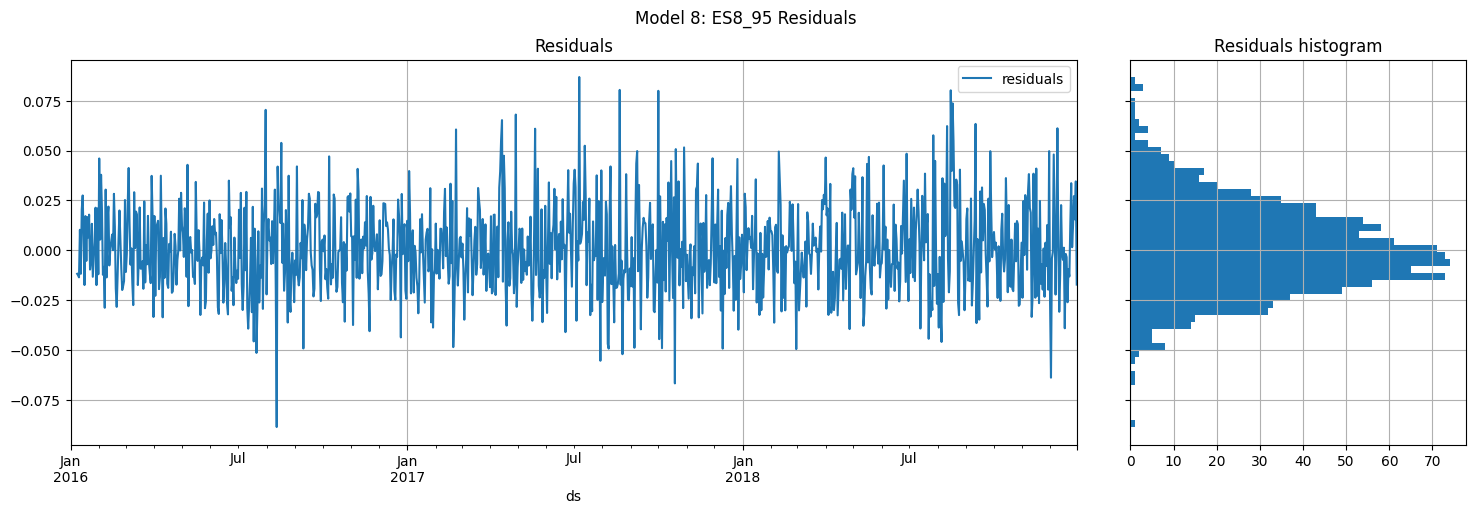 Model 8: ES8_95 Residuals
Residuals
Residuals histogram
residuals
0.075
0.050
0.025
0.000
−0.025
−0.050
−0.075
Jan
2016
Jul
Jan
2017
Jul
Jan
2018
Jul
ds
0 10 20 30 40 50 60 70